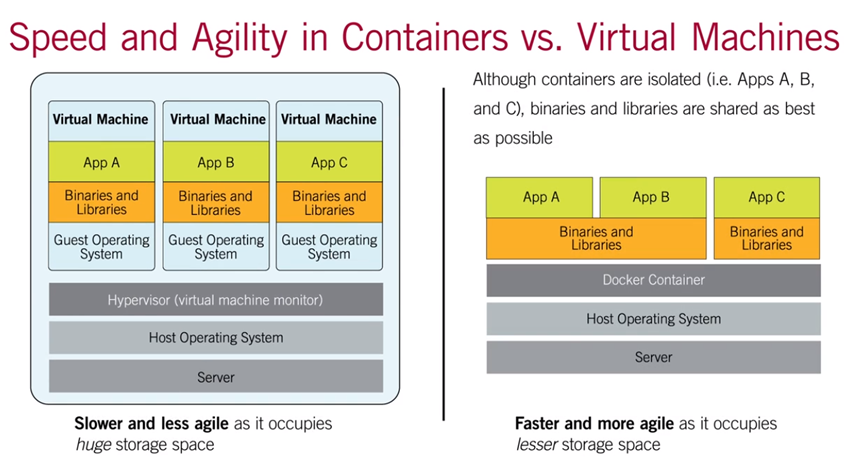 Speed and Agility in Containers vs. Virtual Machines
Virtual Machine
App A
Binaries and
Libraries
Guest Operating
System
Virtual Machine
App B
Binaries and
Libraries
Guest Operating
System
Virtual Machine
App C
Binaries and
Libraries
Guest Operating
System
Hypervisor (virtual machine monitor)
Host Operating System
Server
Slower and less agile as it occupies
huge storage space
Although containers are isolated (i.e. Apps A, B,
and C), binaries and libraries are shared as best
as possible
App A
App B
Binaries and
Libraries
App C
Binaries and
Libraries
Docker Container
Host Operating System
Server
Faster and more agile as it occupies
lesser storage space